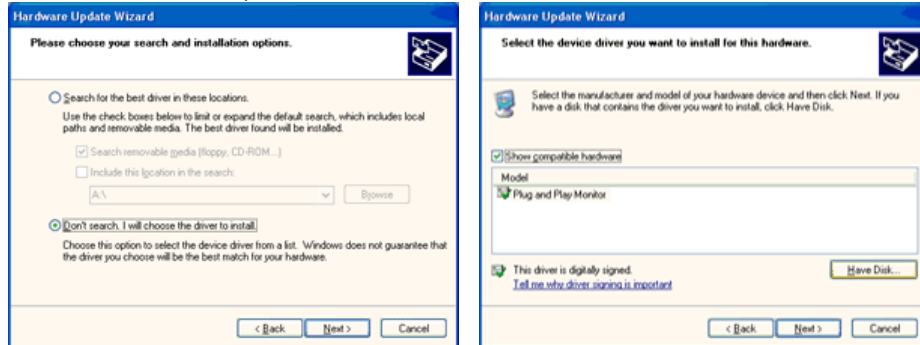 Hardware Update Wizard
Please choose your search and installation options.
Search for the best driver in these locations.
Use the check boxes below to limit or expand the default search, which includes local
paths and removable media. The best driver found will be installed.
Search removable media (floppy, CD-ROM...)
Include this location in the search:
A:\
Browse
Don't search. I will choose the driver to install.
Choose this option to select the device driver from a list. Windows does not guarantee that
the driver you choose will be the best match for your hardware.
< Back
Next >
Cancel
Hardware Update Wizard
Select the device driver you want to install for this hardware.
Select the manufacturer and model of your hardware device and then click Next. If you
have a disk that contains the driver you want to install, click Have Disk.
Show compatible hardware
Model
Plug and Play Monitor
This driver is digitally signed.
Tell me why driver signing is important
Have Disk...
< Back
Next >
Cancel